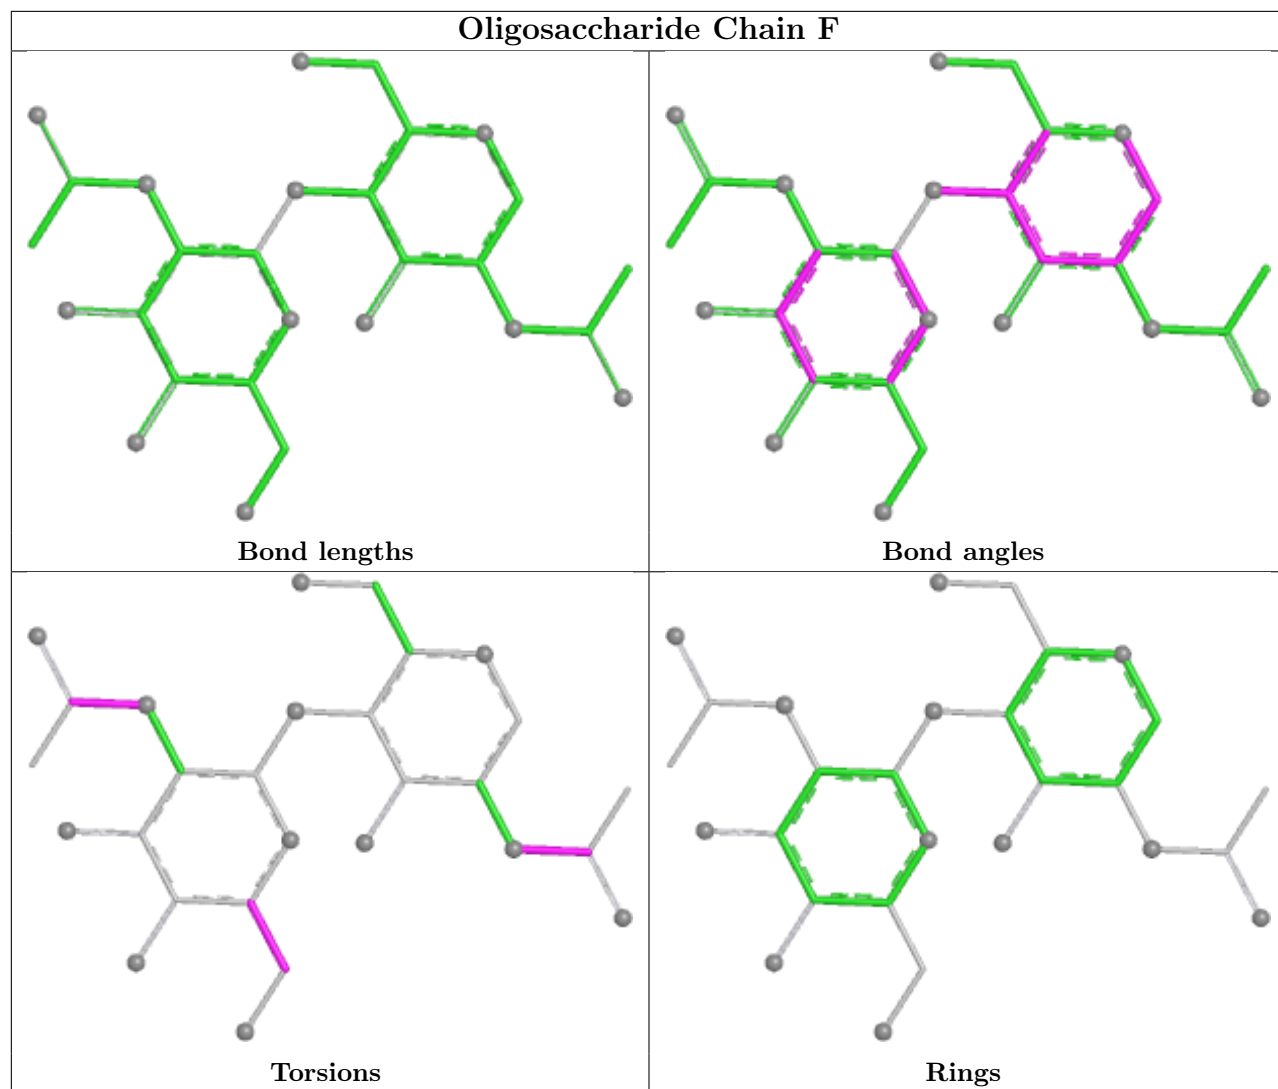 Oligosaccharide Chain F
Bond lengths
Bond angles
Torsions
Rings